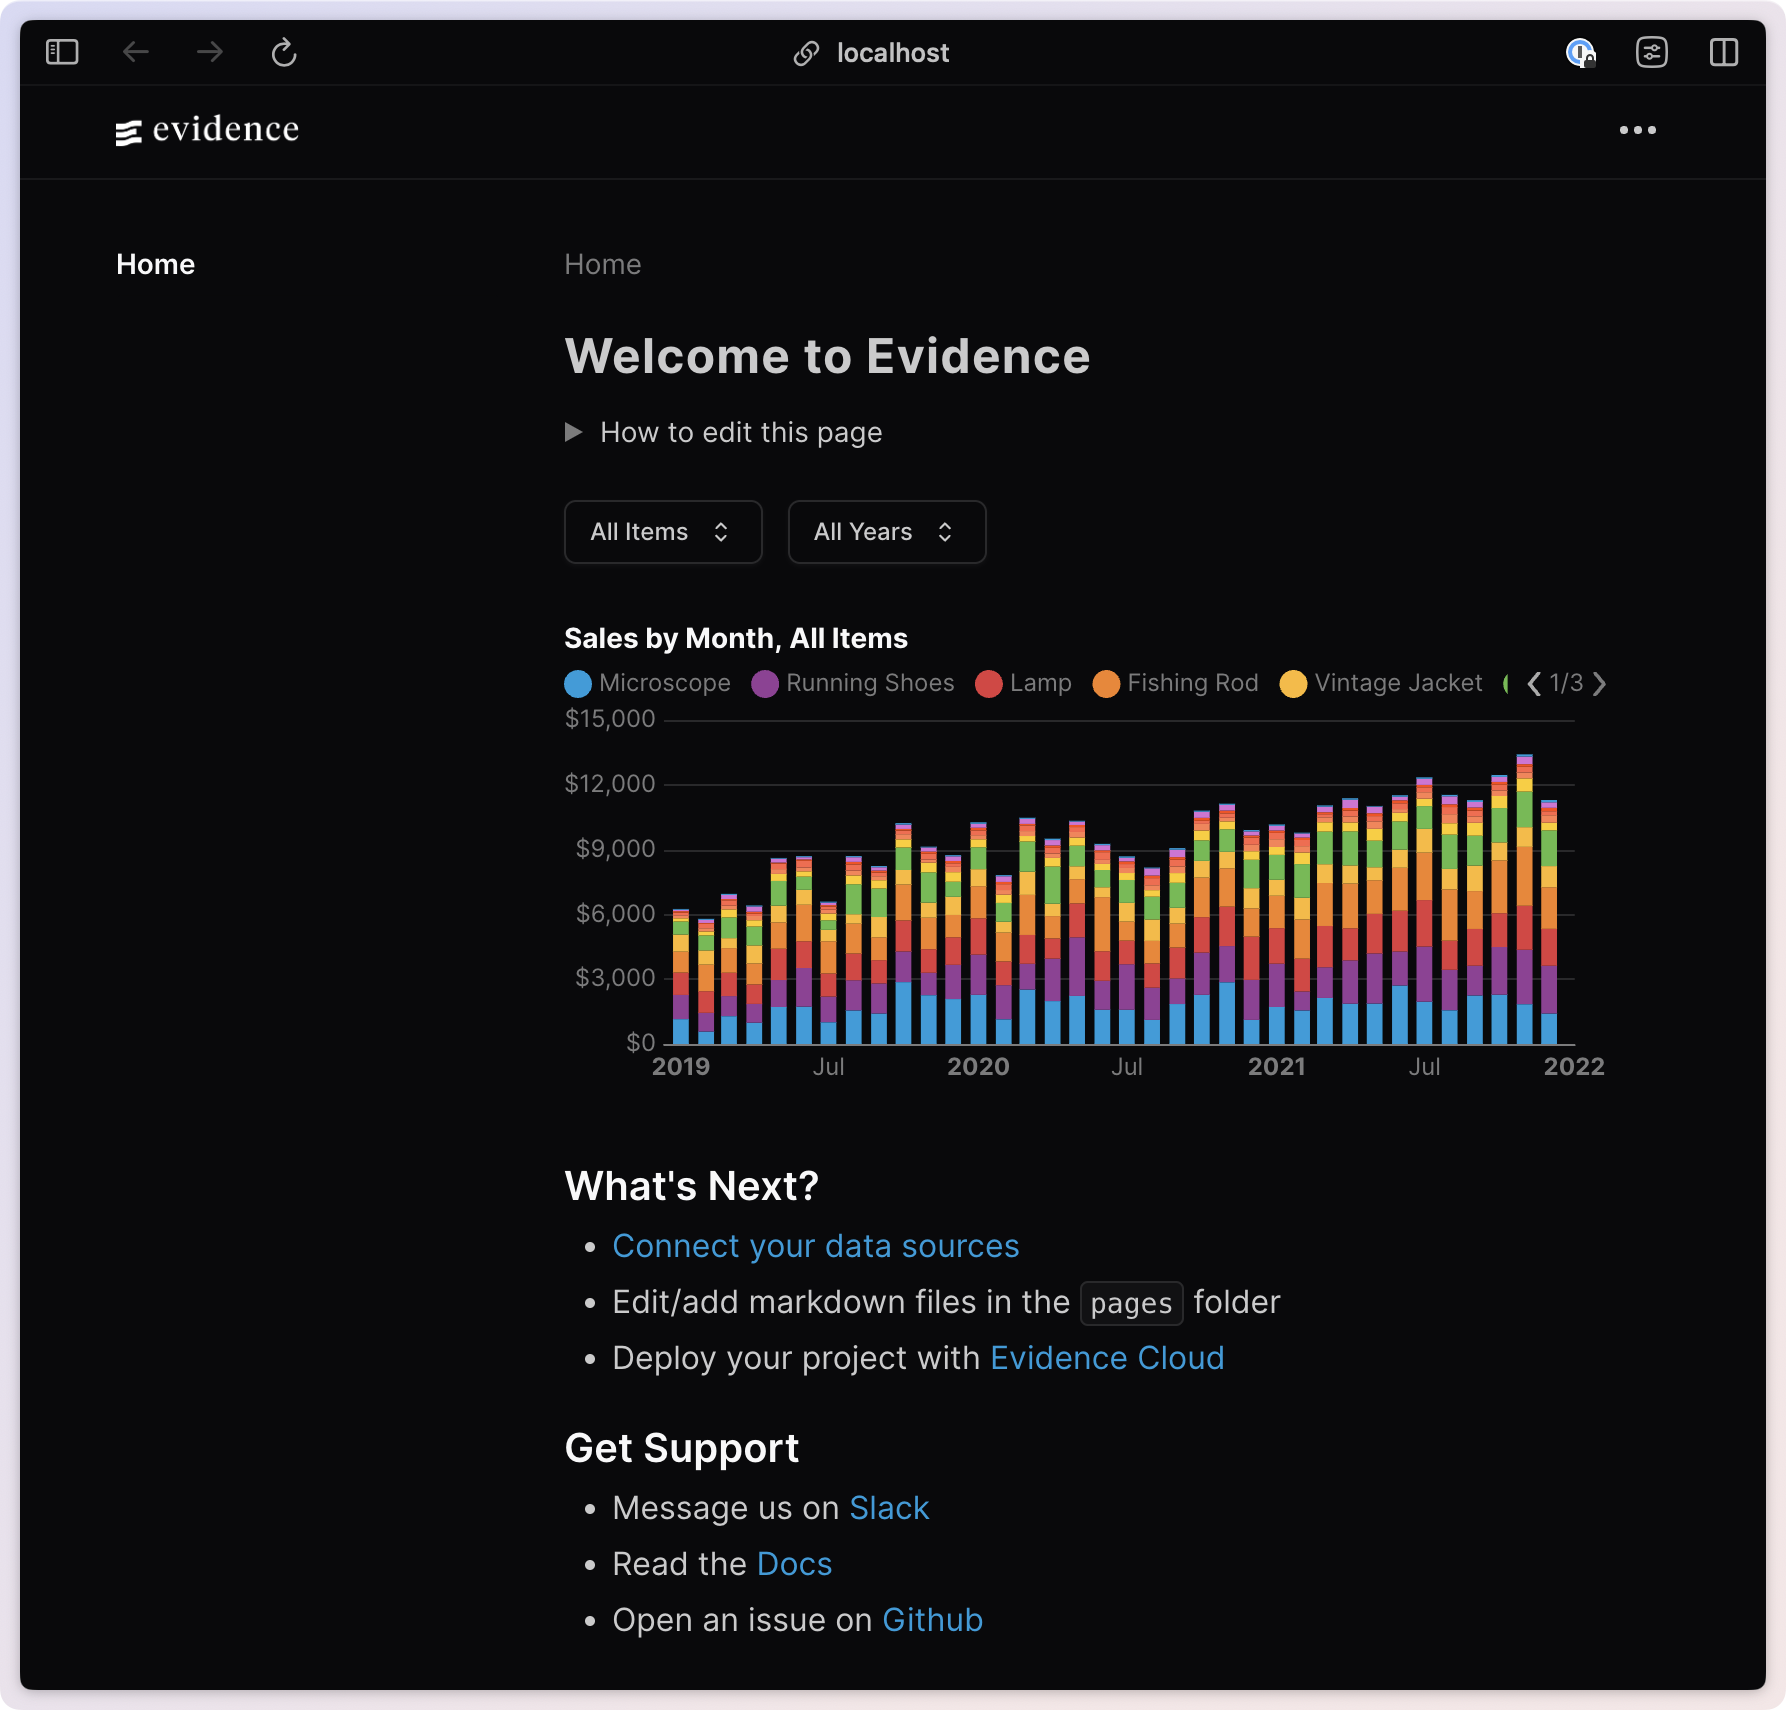 localhost
evidence
Home
Home
Welcome to Evidence
How to edit this page
All Items
All Years
Sales by Month, All Items
Microscope Running Shoes Lamp Fishing Rod Vintage Jacket 1/3
$15,000
$12,000
$9,000
$6,000
$3,000
$0
2019 Jul 2020 Jul 2021 Jul 2022
What's Next?
• Connect your data sources
• Edit/add markdown files in the pages folder
• Deploy your project with Evidence Cloud
Get Support
• Message us on Slack
• Read the Docs
• Open an issue on Github